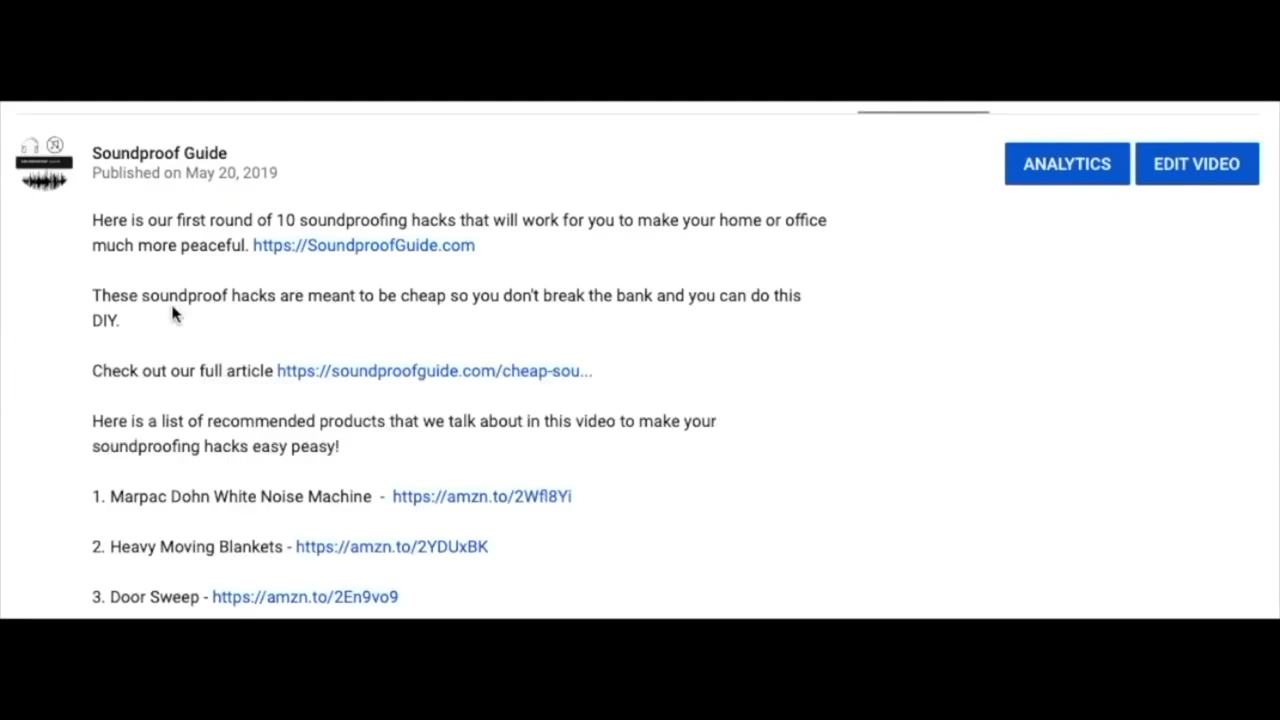 Soundproof Guide
Published on May 20, 2019
ANALYTICS
EDIT VIDEO
Here is our first round of 10 soundproofing hacks that will work for you to make your home or office
much more peaceful. https://SoundproofGuide.com
These soundproof hacks are meant to be cheap so you don't break the bank and you can do this
DIY.
Check out our full article https://soundproofguide.com/cheap-sou...
Here is a list of recommended products that we talk about in this video to make your
soundproofing hacks easy peasy!
1. Marpac Dohn White Noise Machine - https://amzn.to/2Wfl8Yi
2. Heavy Moving Blankets - https://amzn.to/2YDUxBK
3. Door Sweep - https://amzn.to/2En9vo9